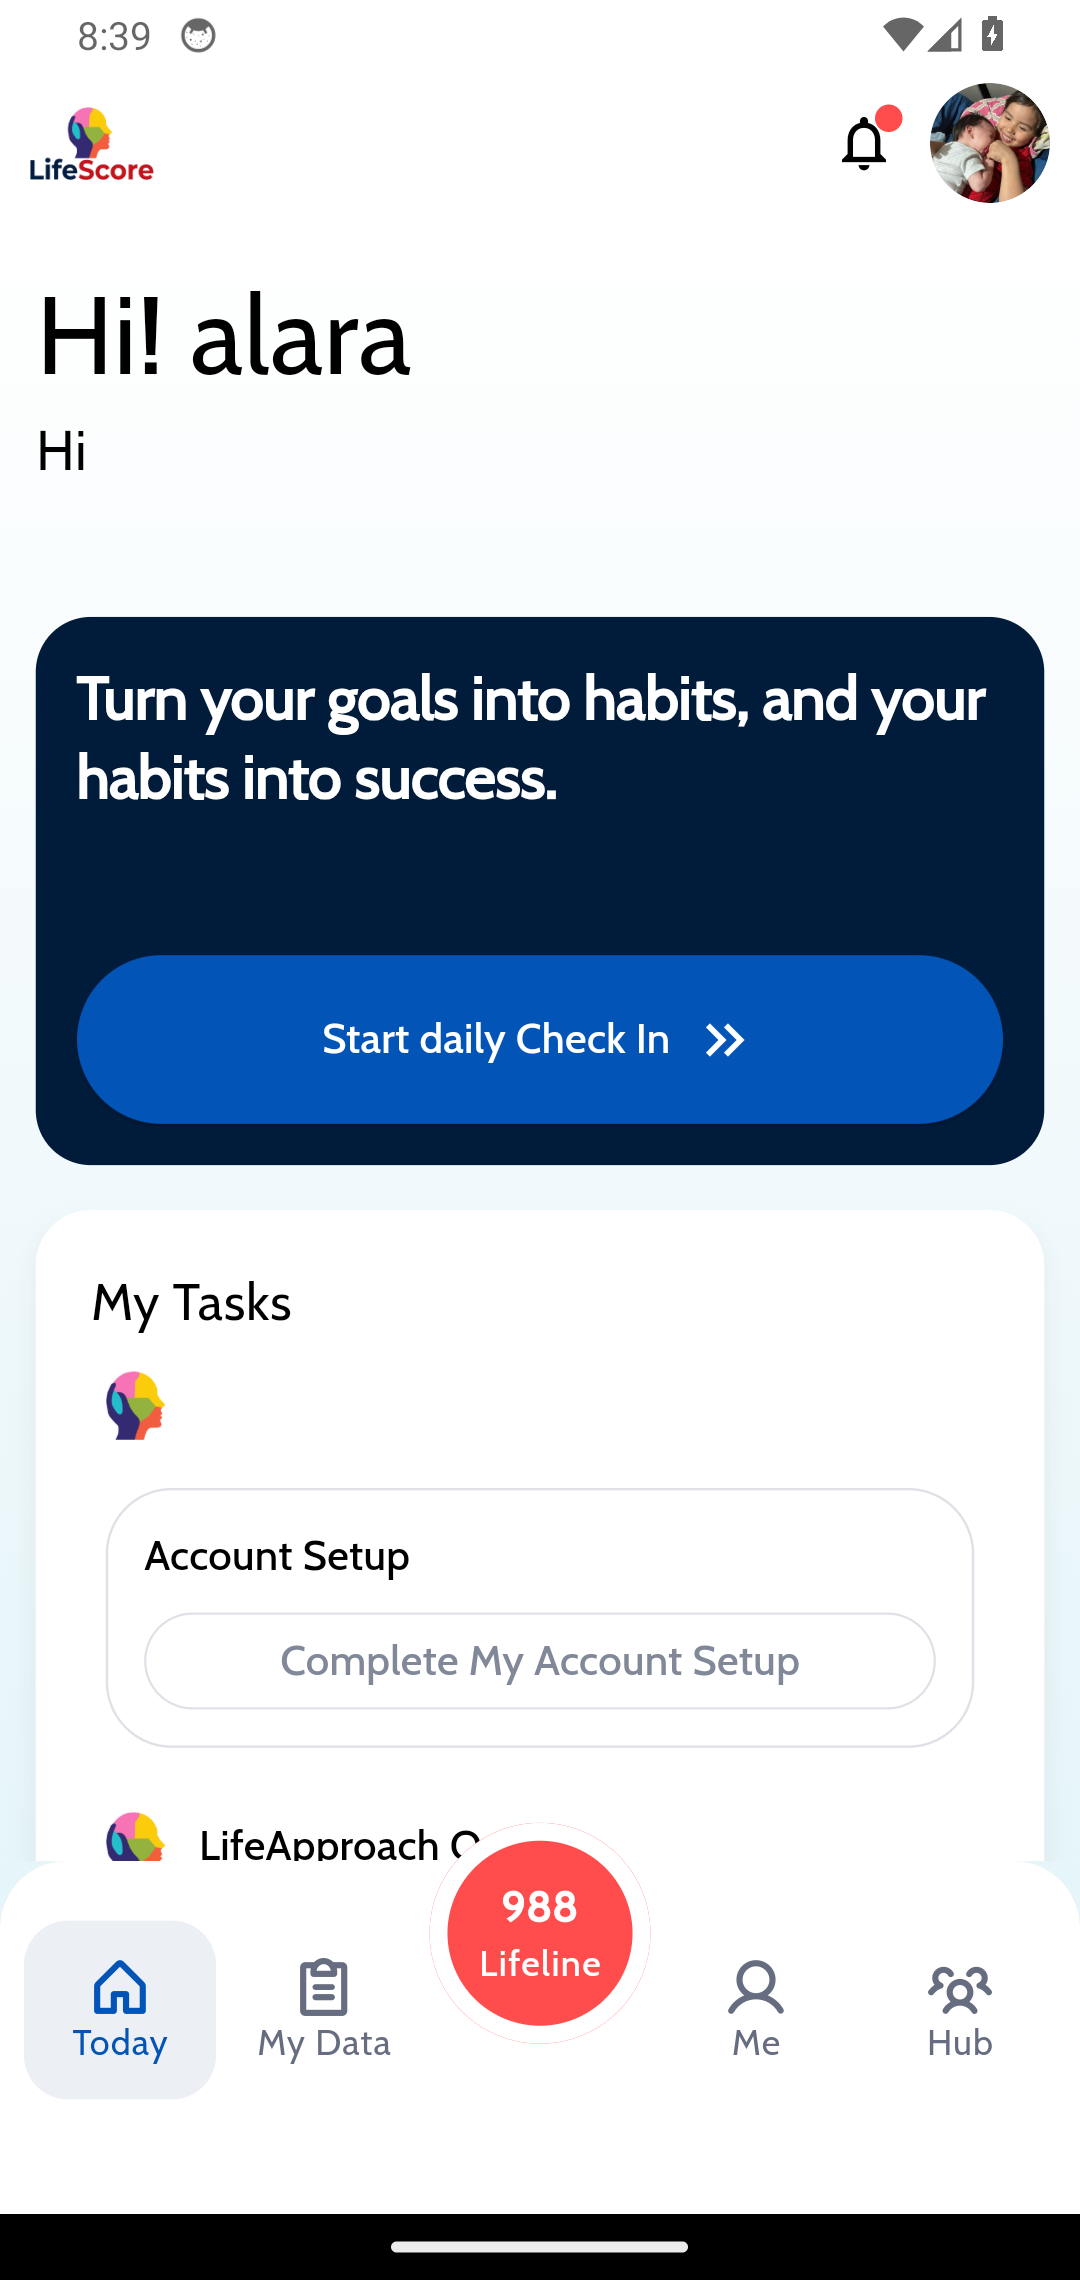 8:39
LifeScore
Hi! alara
Hi
Turn your goals into habits, and your
habits into success.
Start daily Check In
My Tasks
Account Setup
Complete My Account Setup
LifeApproach
988
Lifeline
Today
My Data
Me
Hub